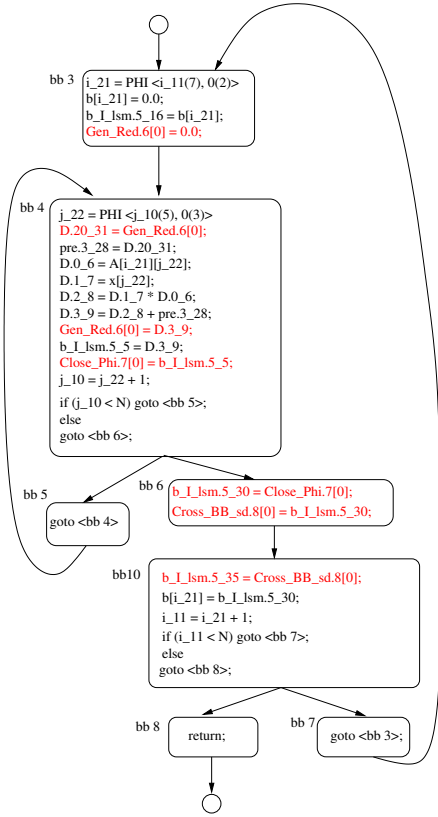 bb 3
i_21 = PHI <i_11(7), 0(2)>
b[i_21] = 0.0;
b_I_lsm.5_16 = b[i_21];
Gen_Red.6[0] = 0.0;
bb 4
j_22 = PHI <j_10(5), 0(3)>
D.20_31 = Gen_Red.6[0];
pre.3_28 = D.20_31;
D.0_6 = A[i_21][j_22];
D.1_7 = x[j_22];
D.2_8 = D.1_7 * D.0_6;
D.3_9 = D.2_8 + pre.3_28;
Gen_Red.6[0] = D.3_9;
b_I_lsm.5_5 = D.3_9;
Close_Phi.7[0] = b_I_lsm.5_5;
j_10 = j_22 + 1;
if (j_10 < N) goto <bb 5>;
else
goto <bb 6>;
bb 5
goto <bb 4>
bb 6
b_I_lsm.5_30 = Close_Phi.7[0];
Cross_BB_sd.8[0] = b_I_lsm.5_30;
bb10
b_I_lsm.5_35 = Cross_BB_sd.8[0];
b[i_21] = b_I_lsm.5_30;
i_11 = i_21 + 1;
if (i_11 < N) goto <bb 7>;
else
goto <bb 8>;
bb 8
return;
bb 7
goto <bb 3>;